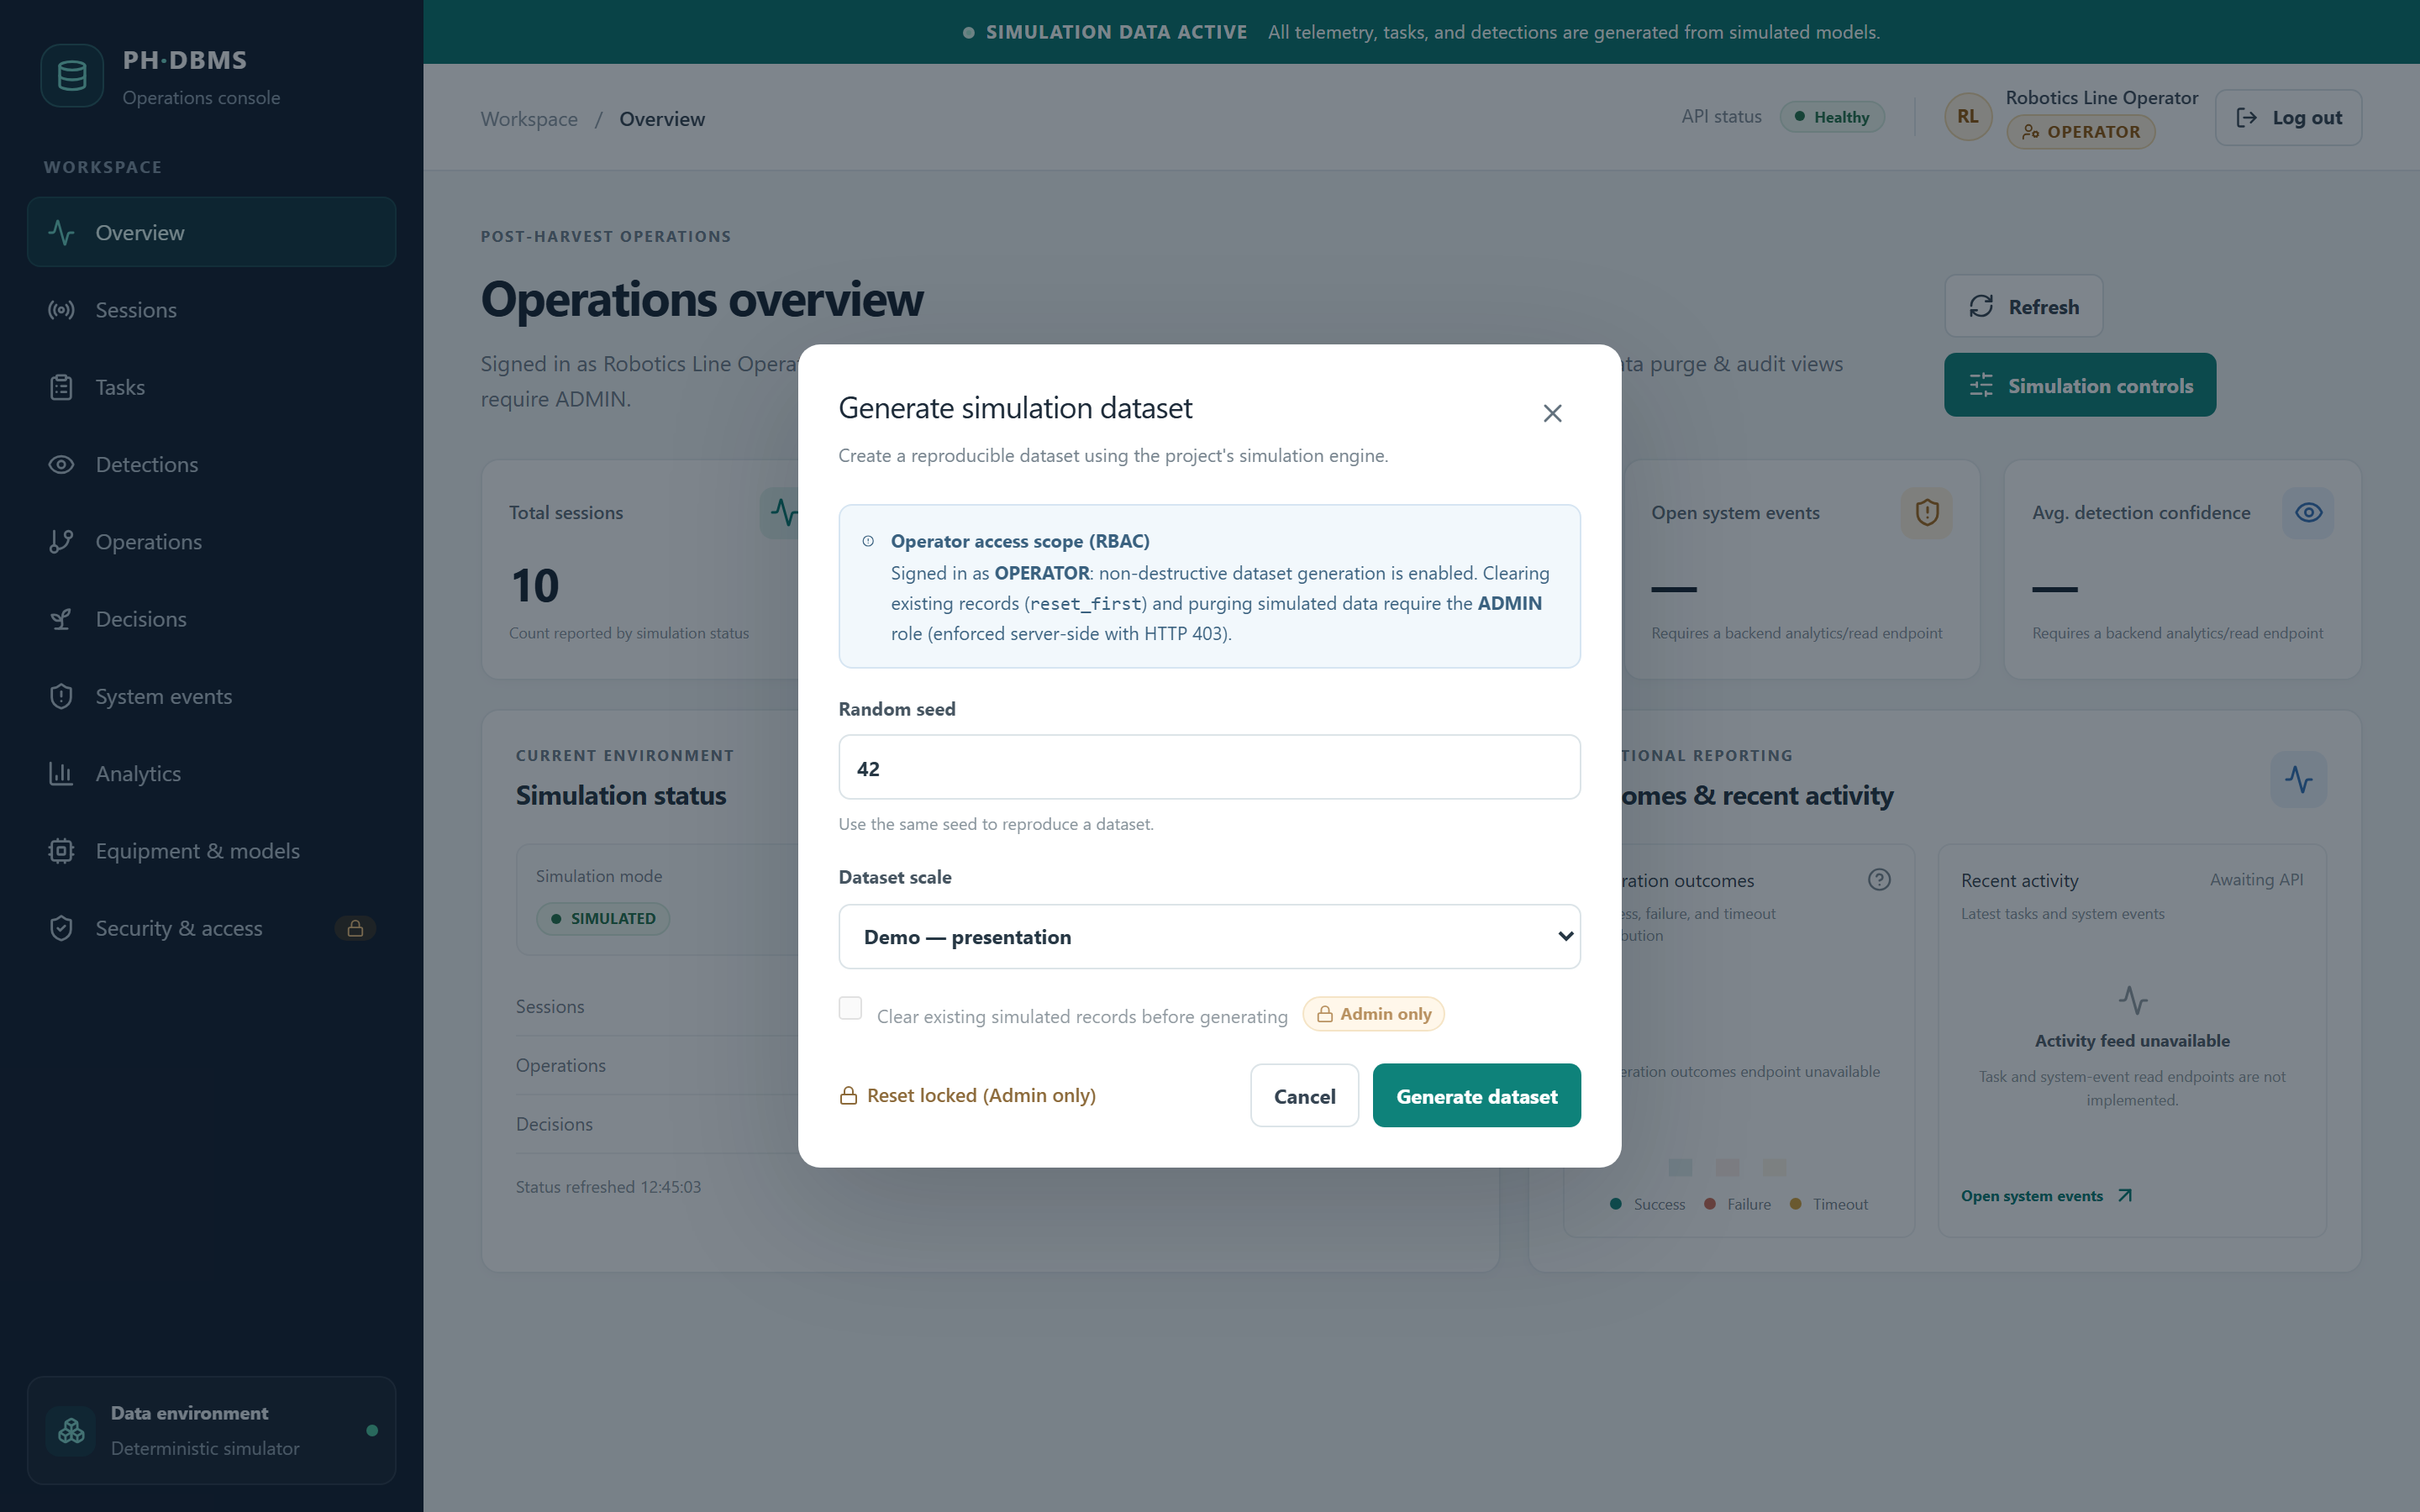 PH·DBMS
Operations console
WORKSPACE
Overview
Sessions
Tasks
Detections
Operations
Decisions
System events
Analytics
Equipment & models
Security & access
Data environment
Deterministic simulator
SIMULATION DATA ACTIVE All telemetry, tasks, and detections are generated from simulated models.
Workspace / Overview
API status Healthy
RL
Robotics Line Operator
OPERATOR
Log out
POST-HARVEST OPERATIONS
Operations overview
Signed in as Robotics Line
purge & audit views
require ADMIN.
Refresh
Simulation controls
Total sessions
10
Count reported by simulation status
Open system events
—
Requires a backend analytics/read endpoint
Avg. detection confidence
—
Requires a backend analytics/read endpoint
CURRENT ENVIRONMENT
Simulation status
Simulation mode
SIMULATED
Sessions
Operations
Decisions
Status refreshed 12:45:03
REPORTING
& recent activity
outcomes
failure, and timeout
outcomes endpoint unavailable
Success
Failure
Timeout
Recent activity
Awaiting API
Latest tasks and system events
Activity feed unavailable
Task and system-event read endpoints are not
implemented.
Open system events
Generate simulation dataset
Create a reproducible dataset using the project's simulation engine.
Operator access scope (RBAC)
Signed in as OPERATOR: non-destructive dataset generation is enabled. Clearing
existing records (reset_first) and purging simulated data require the ADMIN
role (enforced server-side with HTTP 403).
Random seed
42
Use the same seed to reproduce a dataset.
Dataset scale
Demo — presentation
Clear existing simulated records before generating Admin only
Reset locked (Admin only)
Cancel
Generate dataset